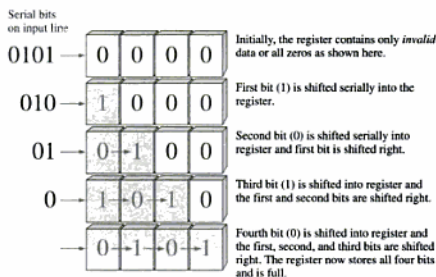 Serial bits
on input line
0101 → 0 0 0 0
Initially, the register contains only invalid
data or all zeros as shown here.
010 → 1 0 0 0
First bit (1) is shifted serially into the
register.
01 → 0→1 0 0
Second bit (0) is shifted serially into
register and first bit is shifted right.
0 → 1→0→1 0
Third bit (1) is shifted into register and
the first and second bits are shifted right.
→ 0→1→0→1
Fourth bit (0) is shifted into register and
the first, second, and third bits are shifted
right. The register now stores all four bits
and is full.